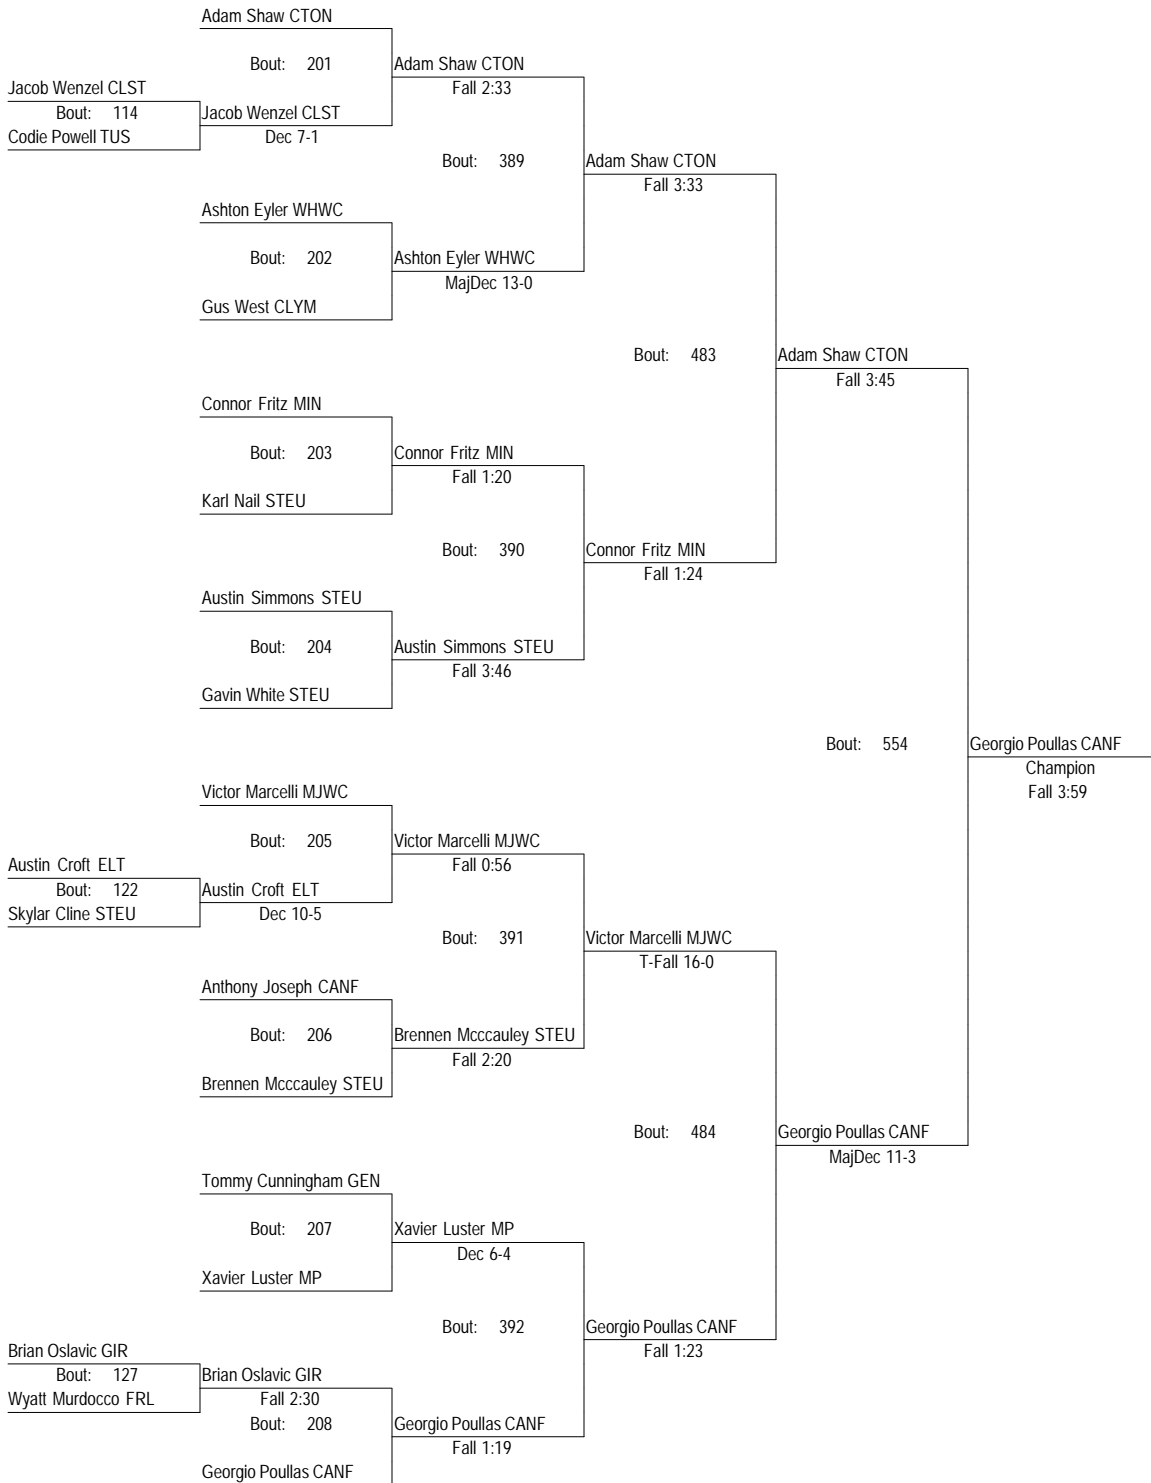 Adam Shaw CTON
Bout: 201
Adam Shaw CTON
Fall 2:33
Jacob Wenzel CLST
Bout: 114
Jacob Wenzel CLST
Codie Powell TUS
Dec 7-1
Bout: 389
Adam Shaw CTON
Fall 3:33
Ashton Eyler WHWC
Bout: 202
Ashton Eyler WHWC
MajDec 13-0
Gus West CLYM
Bout: 483
Adam Shaw CTON
Fall 3:45
Connor Fritz MIN
Bout: 203
Connor Fritz MIN
Fall 1:20
Karl Nail STEU
Bout: 390
Connor Fritz MIN
Fall 1:24
Austin Simmons STEU
Bout: 204
Austin Simmons STEU
Fall 3:46
Gavin White STEU
Bout: 554
Georgio Poullas CANF
Champion
Fall 3:59
Victor Marcelli MJWC
Bout: 205
Victor Marcelli MJWC
Fall 0:56
Austin Croft ELT
Bout: 122
Austin Croft ELT
Skylar Cline STEU
Dec 10-5
Bout: 391
Victor Marcelli MJWC
T-Fall 16-0
Anthony Joseph CANF
Bout: 206
Brennen Mcccauley STEU
Fall 2:20
Brennen Mcccauley STEU
Bout: 484
Georgio Poullas CANF
MajDec 11-3
Tommy Cunningham GEN
Bout: 207
Xavier Luster MP
Dec 6-4
Xavier Luster MP
Bout: 392
Georgio Poullas CANF
Fall 1:23
Brian Oslavic GIR
Bout: 127
Brian Oslavic GIR
Wyatt Murdocco FRL
Fall 2:30
Bout: 208
Georgio Poullas CANF
Fall 1:19
Georgio Poullas CANF